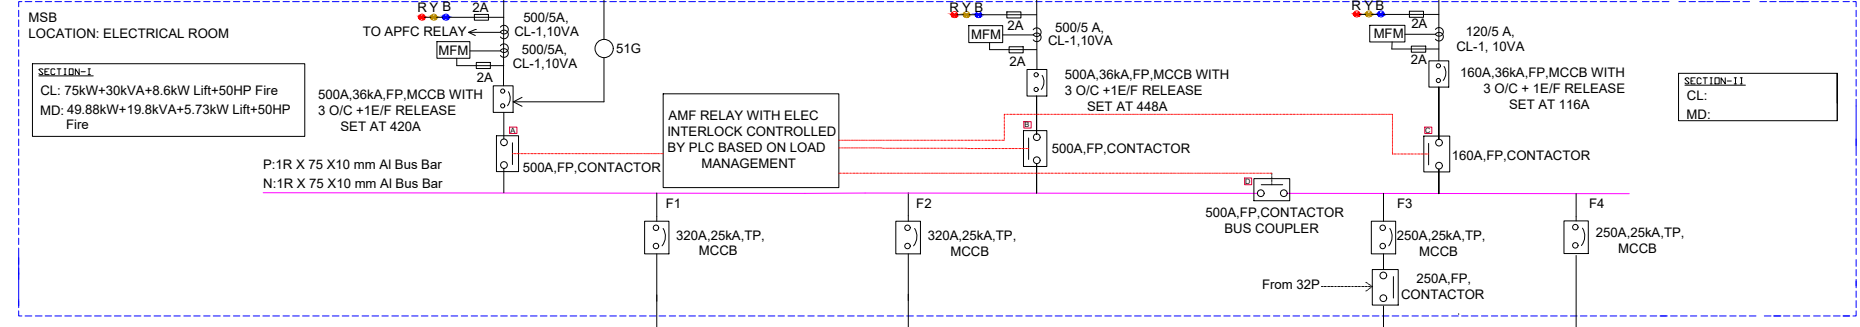 MSB
LOCATION: ELECTRICAL ROOM
SECTION-I
CL: 75kW+30kVA+8.6kW Lift+50HP Fire
MD: 49.88kW+19.8kVA+5.73kW Lift+50HP
Fire
R Y B
2A
500/5A,
CL-1,10VA
TO APFC RELAY
MFM
500/5A,
CL-1,10VA
2A
51G
500A,36kA,FP,MCCB WITH
3 O/C +1E/F RELEASE
SET AT 420A
A
500A,FP,CONTACTOR
P:1R X 75 X10 mm Al Bus Bar
N:1R X 75 X10 mm Al Bus Bar
AMF RELAY WITH ELEC
INTERLOCK CONTROLLED
BY PLC BASED ON LOAD
MANAGEMENT
R Y B
2A
MFM
500/5 A,
CL-1,10VA
2A
500A,36kA,FP,MCCB WITH
3 O/C +1E/F RELEASE
SET AT 448A
B
500A,FP,CONTACTOR
R Y B
2A
MFM
120/5 A,
CL-1, 10VA
2A
160A,36kA,FP,MCCB WITH
3 O/C + 1E/F RELEASE
SET AT 116A
C
160A,FP,CONTACTOR
SECTION-II
CL:
MD:
D
500A,FP,CONTACTOR
BUS COUPLER
F1
320A,25kA,TP,
MCCB
F2
320A,25kA,TP,
MCCB
F3
250A,25kA,TP,
MCCB
From 32P
250A,FP,
CONTACTOR
F4
250A,25kA,TP,
MCCB